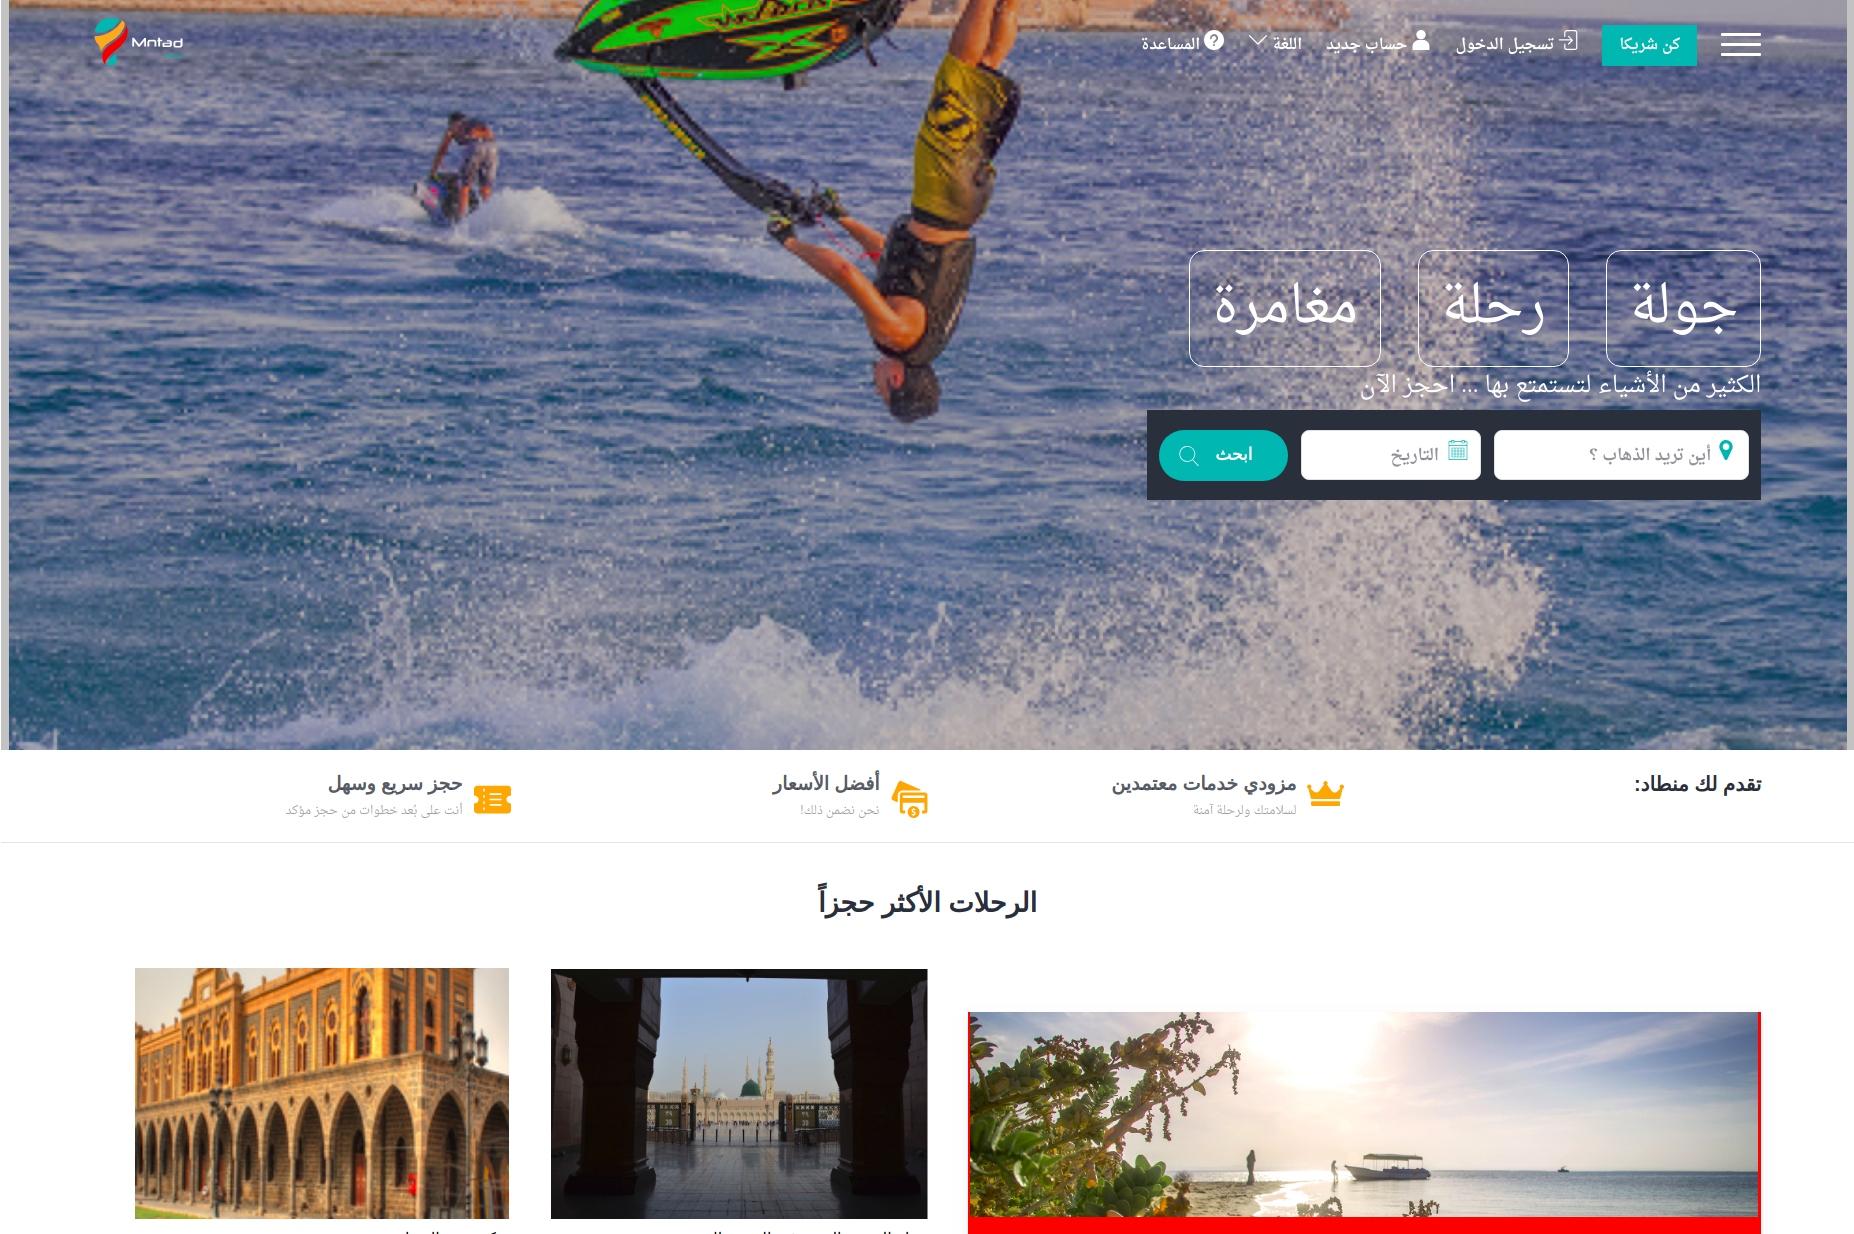 كن شريكا
تسجيل الدخول
حساب جديد
اللغة
المساعدة
Mntad
جولة
رحلة
مغامرة
الكثير من الأشياء لتستمتع بها ... احجز الآن
أين تريد الذهاب ؟
التاريخ
ابحث
تقدم لك منطاد:
مزودي خدمات معتمدين
لسلامتك ولرحلة آمنة
أفضل الأسعار
نحن نضمن ذلك!
حجز سريع وسهل
أنت على بُعد خطوات من حجز مؤكد
الرحلات الأكثر حجزاً